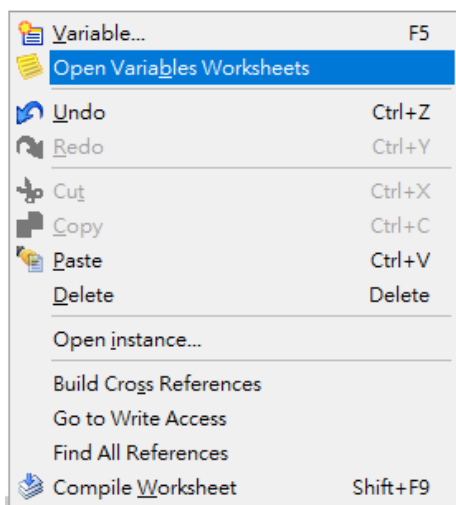 Variable... F5
Open Variables Worksheets
Undo Ctrl+Z
Redo Ctrl+Y
Cut Ctrl+X
Copy Ctrl+C
Paste Ctrl+V
Delete Delete
Open instance...
Build Cross References
Go to Write Access
Find All References
Compile Worksheet Shift+F9